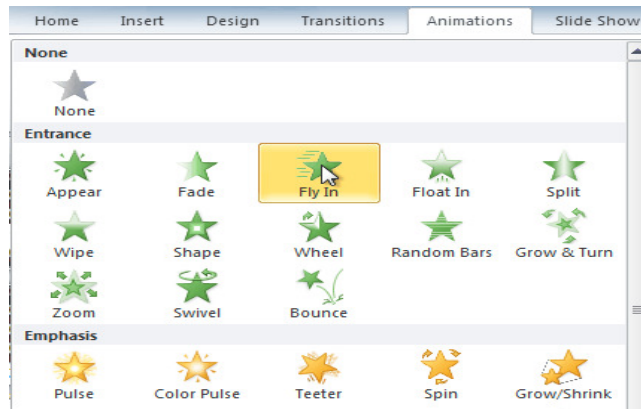 Home Insert Design Transitions Animations Slide Show
None
None
Entrance
Appear Fade Fly In Float In Split
Wipe Shape Wheel Random Bars Grow & Turn
Zoom Swivel Bounce
Emphasis
Pulse Color Pulse Teeter Spin Grow/Shrink